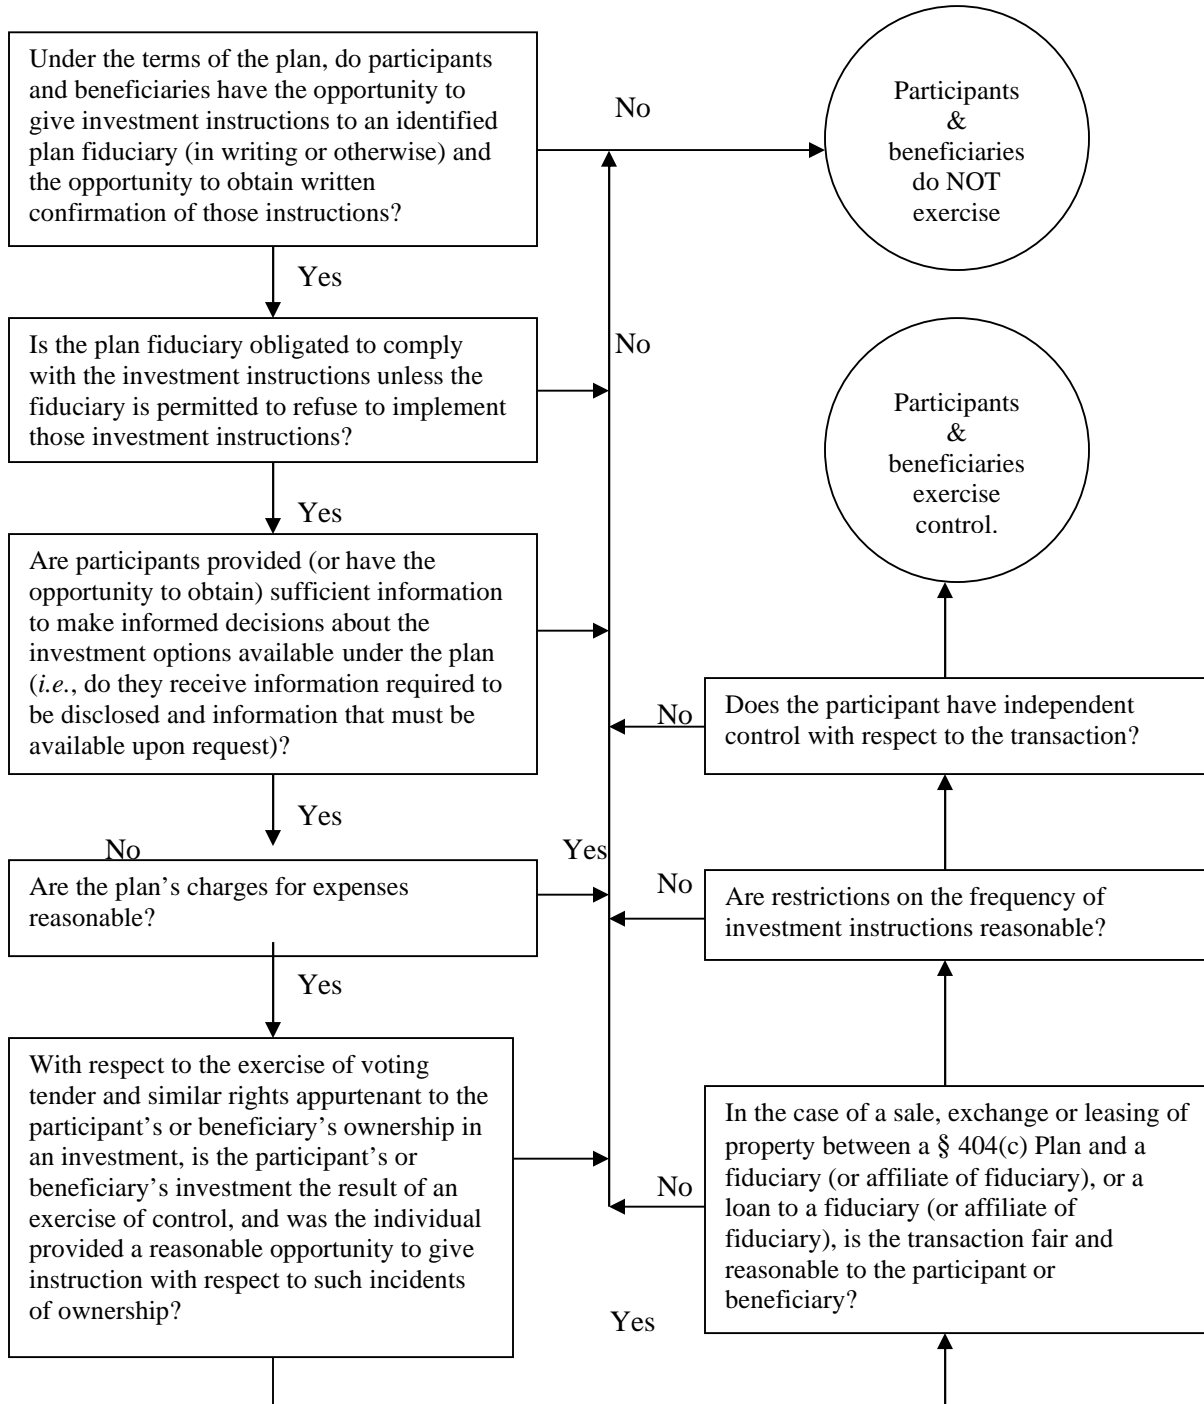 Under the terms of the plan, do participants
and beneficiaries have the opportunity to
give investment instructions to an identified
plan fiduciary (in writing or otherwise) and
the opportunity to obtain written
confirmation of those instructions?
No
Participants
&
beneficiaries
do NOT
exercise
Yes
Is the plan fiduciary obligated to comply
with the investment instructions unless the
fiduciary is permitted to refuse to implement
those investment instructions?
No
Participants
&
beneficiaries
exercise
control.
Yes
Are participants provided (or have the
opportunity to obtain) sufficient information
to make informed decisions about the
investment options available under the plan
(i.e., do they receive information required to
be disclosed and information that must be
available upon request)?
No
Does the participant have independent
control with respect to the transaction?
Yes
No
Yes
Are the plan’s charges for expenses
reasonable?
No
Are restrictions on the frequency of
investment instructions reasonable?
Yes
With respect to the exercise of voting
tender and similar rights appurtenant to the
participant’s or beneficiary’s ownership in
an investment, is the participant’s or
beneficiary’s investment the result of an
exercise of control, and was the individual
provided a reasonable opportunity to give
instruction with respect to such incidents
of ownership?
No
In the case of a sale, exchange or leasing of
property between a § 404(c) Plan and a
fiduciary (or affiliate of fiduciary), or a
loan to a fiduciary (or affiliate of
fiduciary), is the transaction fair and
reasonable to the participant or
beneficiary?
Yes